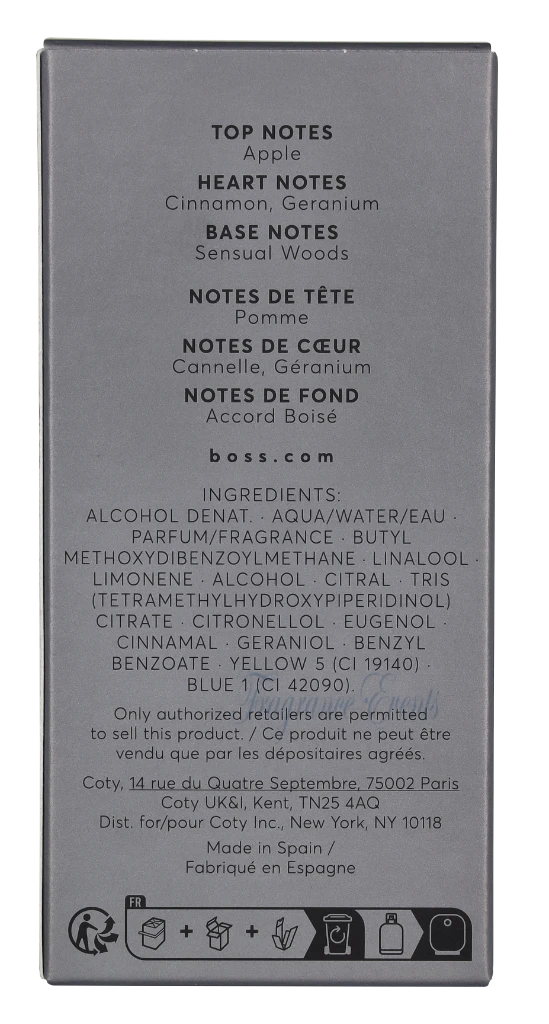 TOP NOTES
Apple
HEART NOTES
Cinnamon, Geranium
BASE NOTES
Sensual Woods
NOTES DE TÊTE
Pomme
NOTES DE CŒUR
Cannelle, Géranium
NOTES DE FOND
Accord Boisé
boss.com
INGREDIENTS:
ALCOHOL DENAT. · AQUA/WATER/EAU ·
PARFUM/FRAGRANCE · BUTYL
METHOXYDIBENZOYLMETHANE · LINALOOL ·
LIMONENE · ALCOHOL · CITRAL · TRIS
(TETRAMETHYLHYDROXYPIPERIDINOL)
CITRATE · CITRONELLOL · EUGENOL ·
CINNAMAL · GERANIOL · BENZYL
BENZOATE · YELLOW 5 (CI 19140) ·
BLUE 1 (CI 42090).
Fragrance Events
Only authorized retailers are permitted
to sell this product. / Ce produit ne peut être
vendu que par les dépositaires agréés.
Coty, 14 rue du Quatre Septembre, 75002 Paris
Coty UK&I, Kent, TN25 4AQ
Dist. for/pour Coty Inc., New York, NY 10118
Made in Spain /
Fabriqué en Espagne
FR
+ +